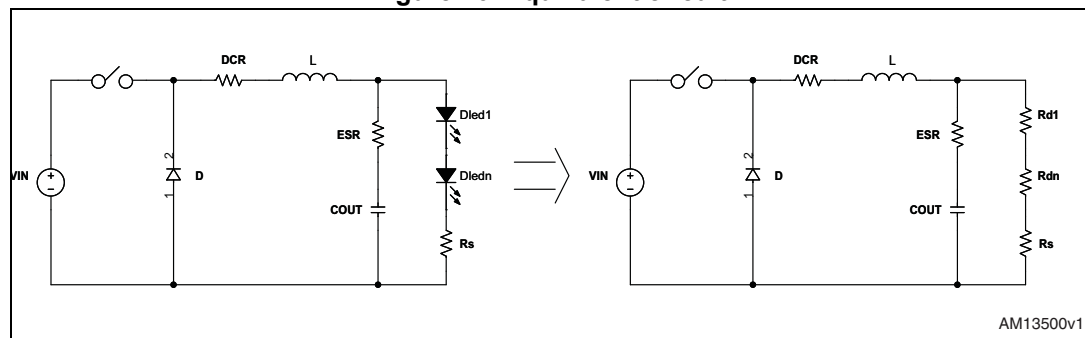 DCR
L
Dled1
ESR
2
VIN
D
Dledn
1
COUT
Rs
DCR
L
Rd1
ESR
2
VIN
D
Rdn
1
COUT
Rs
AM13500v1